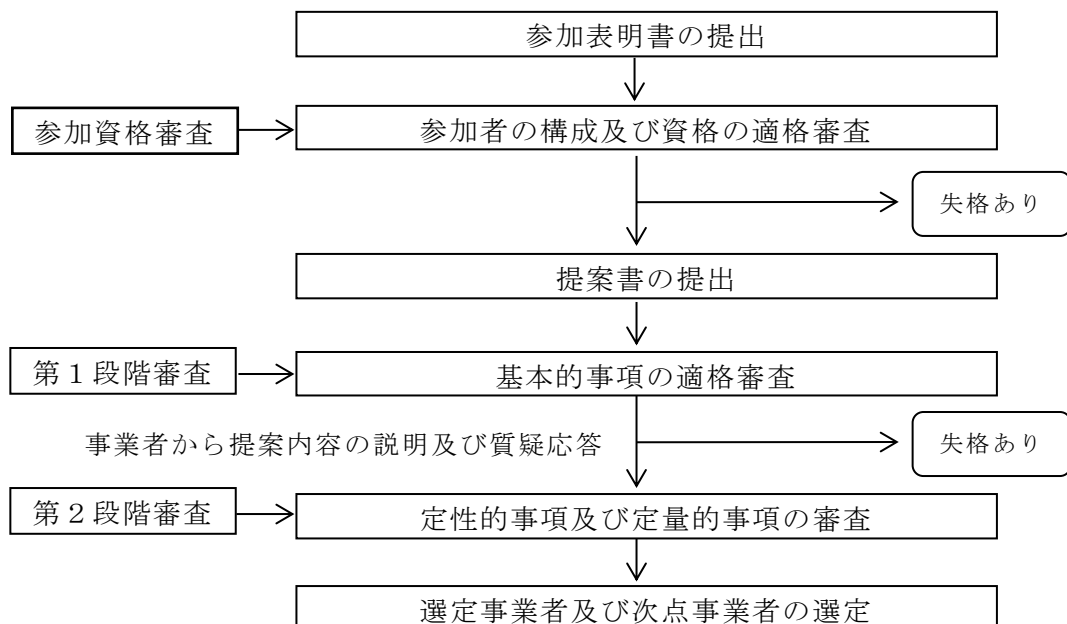 参加表明書の提出
参加資格審査
参加者の構成及び資格の適格審査
失格あり
提案書の提出
第１段階審査
基本的事項の適格審査
事業者から提案内容の説明及び質疑応答
失格あり
第２段階審査
定性的事項及び定量的事項の審査
選定事業者及び次点事業者の選定